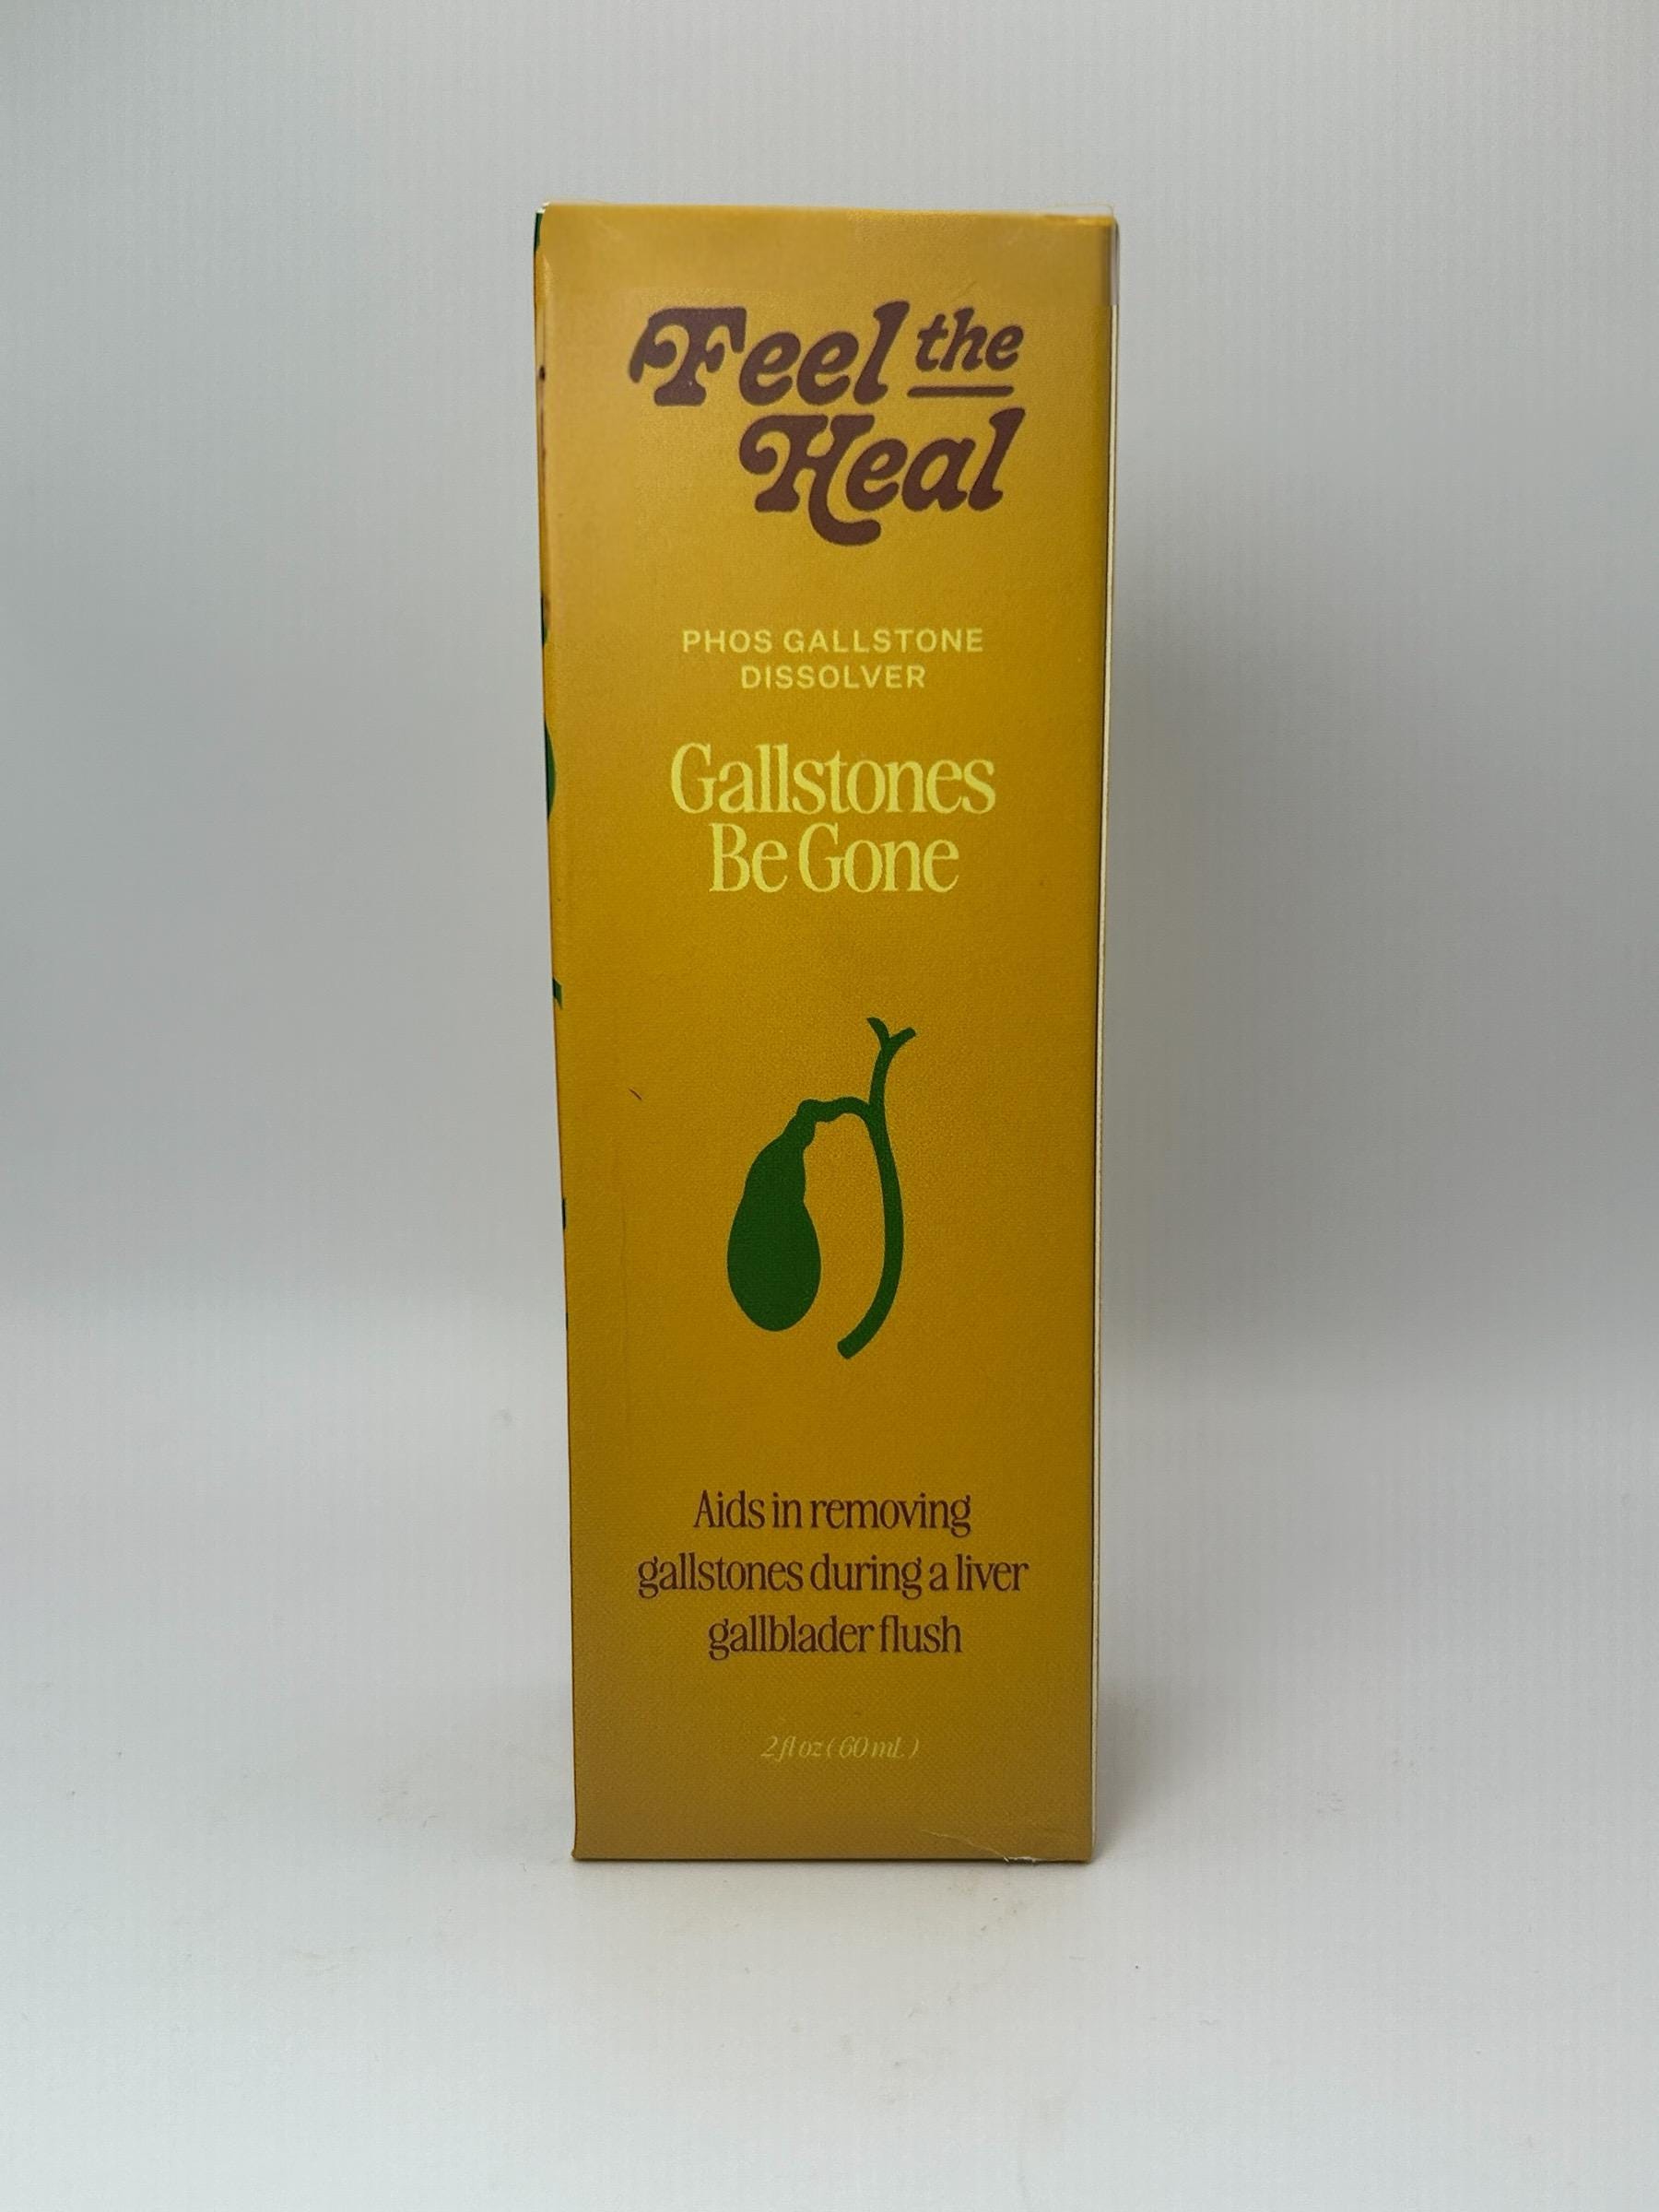 Feel the
Heal
PHOS GALLSTONE
DISSOLVER
Gallstones
Be Gone
Aids in removing
gallstones during a liver
gallblader flush
2 fl oz ( 60 mL )